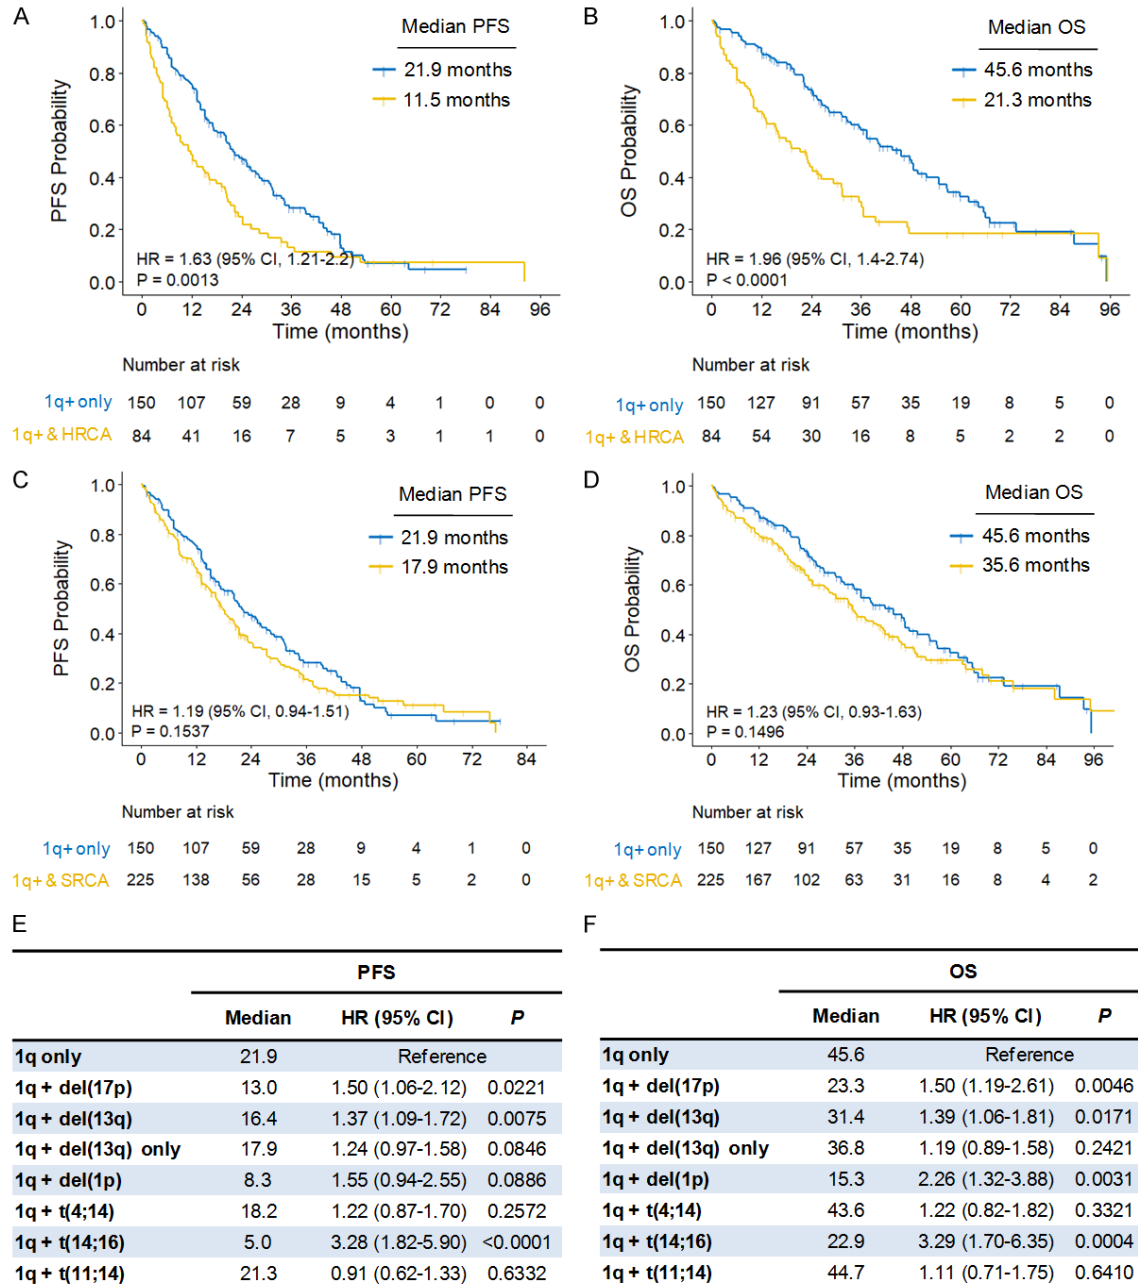 A
Median PFS
21.9 months
11.5 months
PFS Probability
1.0
0.8
0.6
0.4
0.2
0.0
HR = 1.63 (95% CI, 1.21-2.2)
P = 0.0013
0 12 24 36 48 60 72 84 96
Time (months)
Number at risk
1q+ only 150 107 59 28 9 4 1 0 0
1q+ & HRCA 84 41 16 7 5 3 1 1 0
B
Median OS
45.6 months
21.3 months
OS Probability
1.0
0.8
0.6
0.4
0.2
0.0
HR = 1.96 (95% CI, 1.4-2.74)
P < 0.0001
0 12 24 36 48 60 72 84 96
Time (months)
Number at risk
1q+ only 150 127 91 57 35 19 8 5 0
1q+ & HRCA 84 54 30 16 8 5 2 2 0
C
Median PFS
21.9 months
17.9 months
PFS Probability
1.0
0.8
0.6
0.4
0.2
0.0
HR = 1.19 (95% CI, 0.94-1.51)
P = 0.1537
0 12 24 36 48 60 72 84
Time (months)
Number at risk
1q+ only 150 107 59 28 9 4 1 0
1q+ & SRCA 225 138 56 28 15 5 2 0
D
Median OS
45.6 months
35.6 months
OS Probability
1.0
0.8
0.6
0.4
0.2
0.0
HR = 1.23 (95% CI, 0.93-1.63)
P = 0.1496
0 12 24 36 48 60 72 84 96
Time (months)
Number at risk
1q+ only 150 127 91 57 35 19 8 5 0
1q+ & SRCA 225 167 102 63 31 16 8 4 2
E
PFS
Median HR (95% CI) P
1q only 21.9 Reference
1q + del(17p) 13.0 1.50 (1.06-2.12) 0.0221
1q + del(13q) 16.4 1.37 (1.09-1.72) 0.0075
1q + del(13q) only 17.9 1.24 (0.97-1.58) 0.0846
1q + del(1p) 8.3 1.55 (0.94-2.55) 0.0886
1q + t(4;14) 18.2 1.22 (0.87-1.70) 0.2572
1q + t(14;16) 5.0 3.28 (1.82-5.90) <0.0001
1q + t(11;14) 21.3 0.91 (0.62-1.33) 0.6332
F
OS
Median HR (95% CI) P
1q only 45.6 Reference
1q + del(17p) 23.3 1.50 (1.19-2.61) 0.0046
1q + del(13q) 31.4 1.39 (1.06-1.81) 0.0171
1q + del(13q) only 36.8 1.19 (0.89-1.58) 0.2421
1q + del(1p) 15.3 2.26 (1.32-3.88) 0.0031
1q + t(4;14) 43.6 1.22 (0.82-1.82) 0.3321
1q + t(14;16) 22.9 3.29 (1.70-6.35) 0.0004
1q + t(11;14) 44.7 1.11 (0.71-1.75) 0.6410